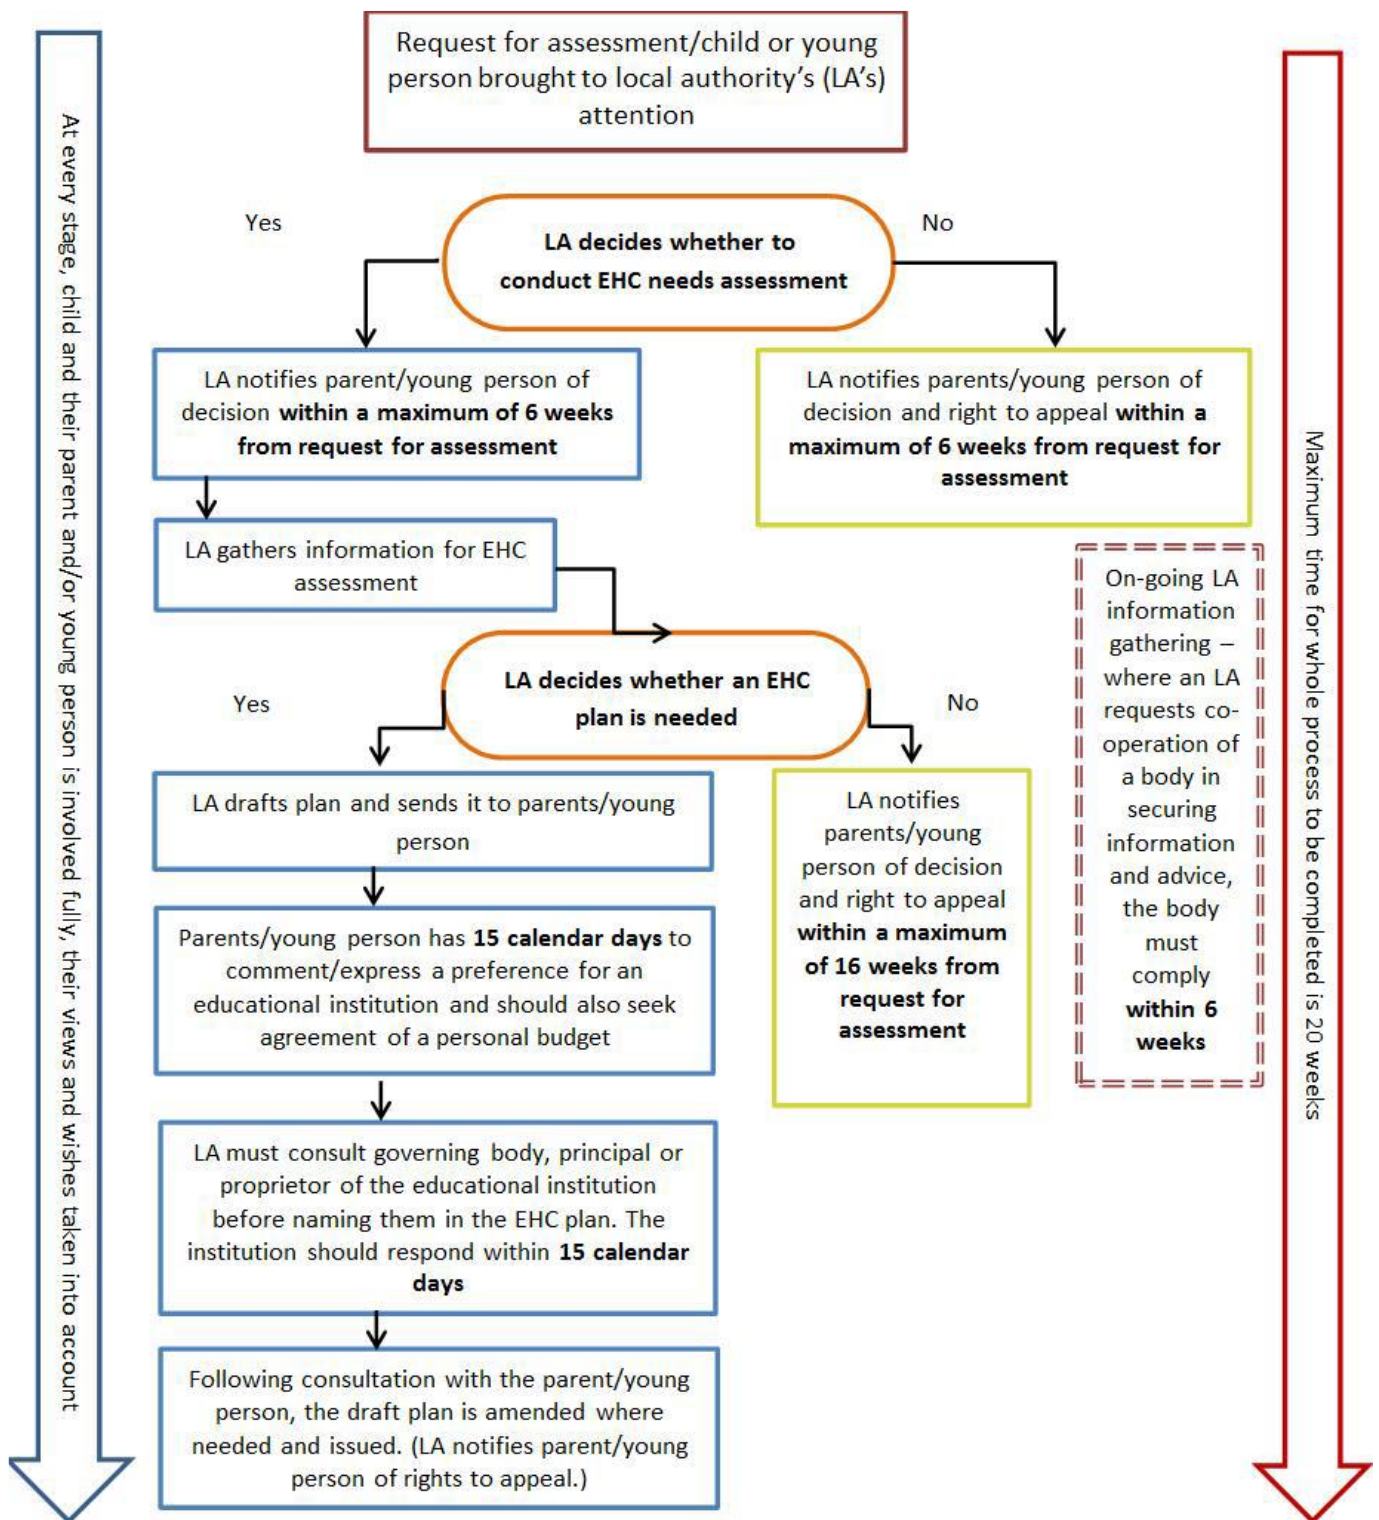 Request for assessment/child or young
person brought to local authority's (LA's)
attention
Yes
No
LA decides whether to
conduct EHC needs assessment
LA notifies parent/young person of
decision within a maximum of 6 weeks
from request for assessment
LA notifies parents/young person of
decision and right to appeal within a
maximum of 6 weeks from request for
assessment
LA gathers information for EHC
assessment
On-going LA
information
gathering –
where an LA
requests co-
operation of
a body in
securing
information
and advice,
the body
must
comply
within 6
weeks
LA decides whether an EHC
plan is needed
Yes
No
LA drafts plan and sends it to parents/young
person
LA notifies
parents/young
person of decision
and right to appeal
within a maximum
of 16 weeks from
request for
assessment
Parents/young person has 15 calendar days to
comment/express a preference for an
educational institution and should also seek
agreement of a personal budget
LA must consult governing body, principal or
proprietor of the educational institution
before naming them in the EHC plan. The
institution should respond within 15 calendar
days
Following consultation with the parent/young
person, the draft plan is amended where
needed and issued. (LA notifies parent/young
person of rights to appeal.)
At every stage, child and their parent and/or young person is involved fully, their views and wishes taken into account
Maximum time for whole process to be completed is 20 weeks